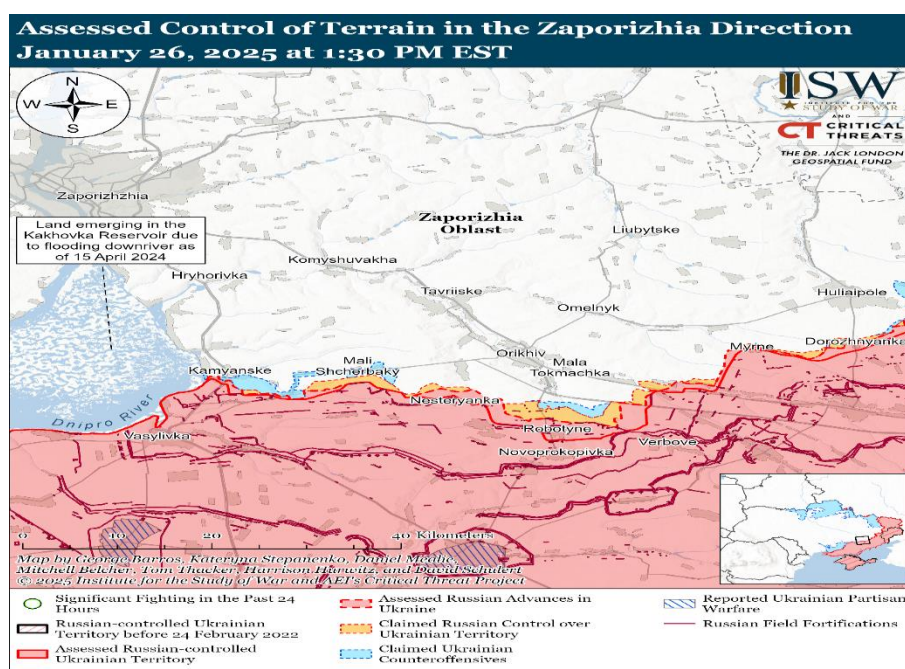 Assessed Control of Terrain in the Zaporizhia Direction
January 26, 2025 at 1:30 PM EST
N
W
E
S
ISW
INSTITUTE FOR THE
STUDY OF WAR
AND
CT CRITICAL
THREATS
THE DR. JACK LONDON
GEOSPATIAL FUND
Zaporizhzhia
Land emerging in the
Kakhovka Reservoir due
to flooding downriver as
of 15 April 2024
Zaporizhia
Oblast
Liubytske
Komyshuvakha
Hryhorivka
Tavriiske
Huliaipole
Omelnyk
Orikhiv
Mala
Tokmachka
Myrne
Dorozhnyanka
Mali
Shcherbaky
Kamyanske
Nesteryanka
Dnipro River
Robotyne
Vasylivka
Verbove
Novoprokopivka
0
10
20
40 Kilometers
Map by George Barros, Kateryna Stepanenko, Daniel Mealie,
Mitchell Belcher, Tom Thacker, Harrison Hurwitz, and David Schulert
© 2025 Institute for the Study of War and AEI's Critical Threat Project
Significant Fighting in the Past 24
Hours
Russian-controlled Ukrainian
Territory before 24 February 2022
Assessed Russian-controlled
Ukrainian Territory
Assessed Russian Advances in
Ukraine
Claimed Russian Control over
Ukrainian Territory
Claimed Ukrainian
Counteroffensives
Reported Ukrainian Partisan
Warfare
Russian Field Fortifications